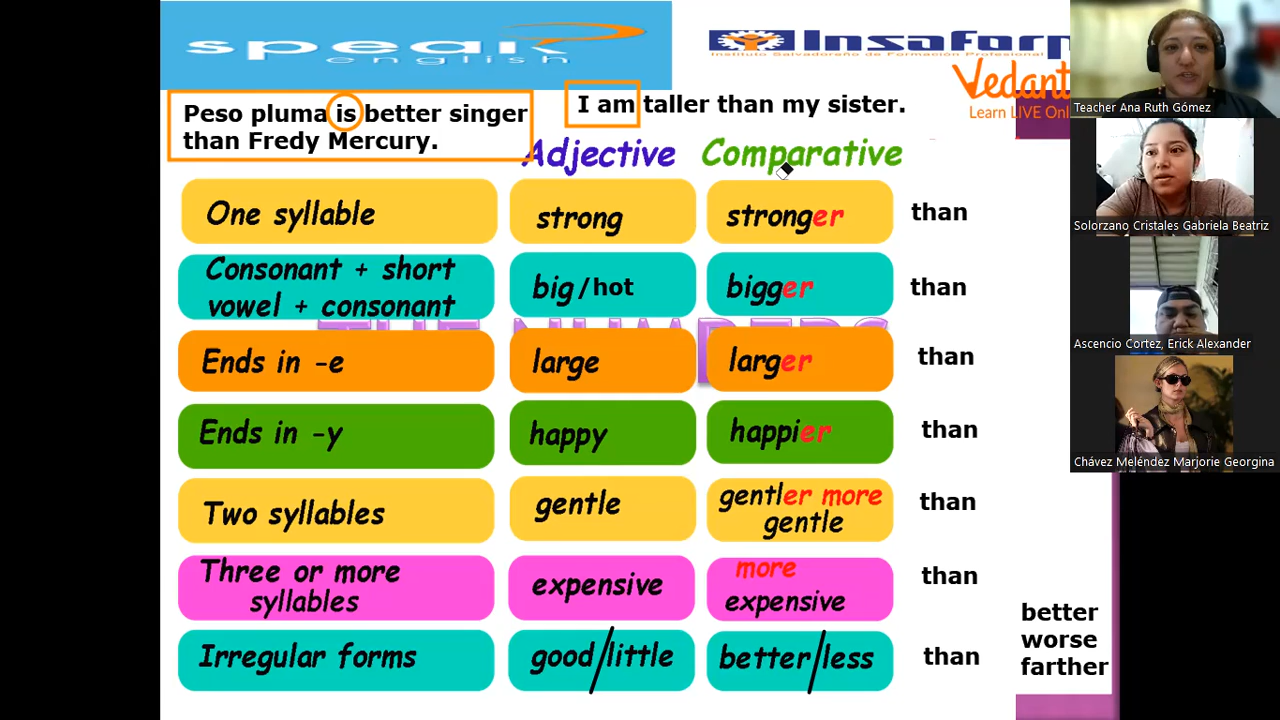 speak
english
Insaforp
Instituto Salvadoreño de Formación Profesional
Vedant
Learn LIVE Onl
Peso pluma is better singer
than Fredy Mercury.
I am taller than my sister.
Adjective Comparative
One syllable strong stronger than
Consonant + short
vowel + consonant big/hot bigger than
Ends in -e large larger than
Ends in -y happy happier than
Two syllables gentle gentler more
gentle than
Three or more
syllables expensive more
expensive than
Irregular forms good/little better/less than
better
worse
farther
Teacher Ana Ruth Gómez
Solorzano Cristales Gabriela Beatriz
Ascencio Cortez, Erick Alexander
Chávez Meléndez Marjorie Georgina